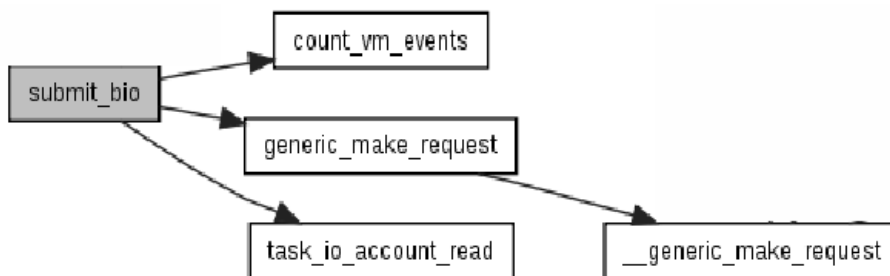 count_vm_events
submit_bio
generic_make_request
task_io_account_read
__generic_make_request